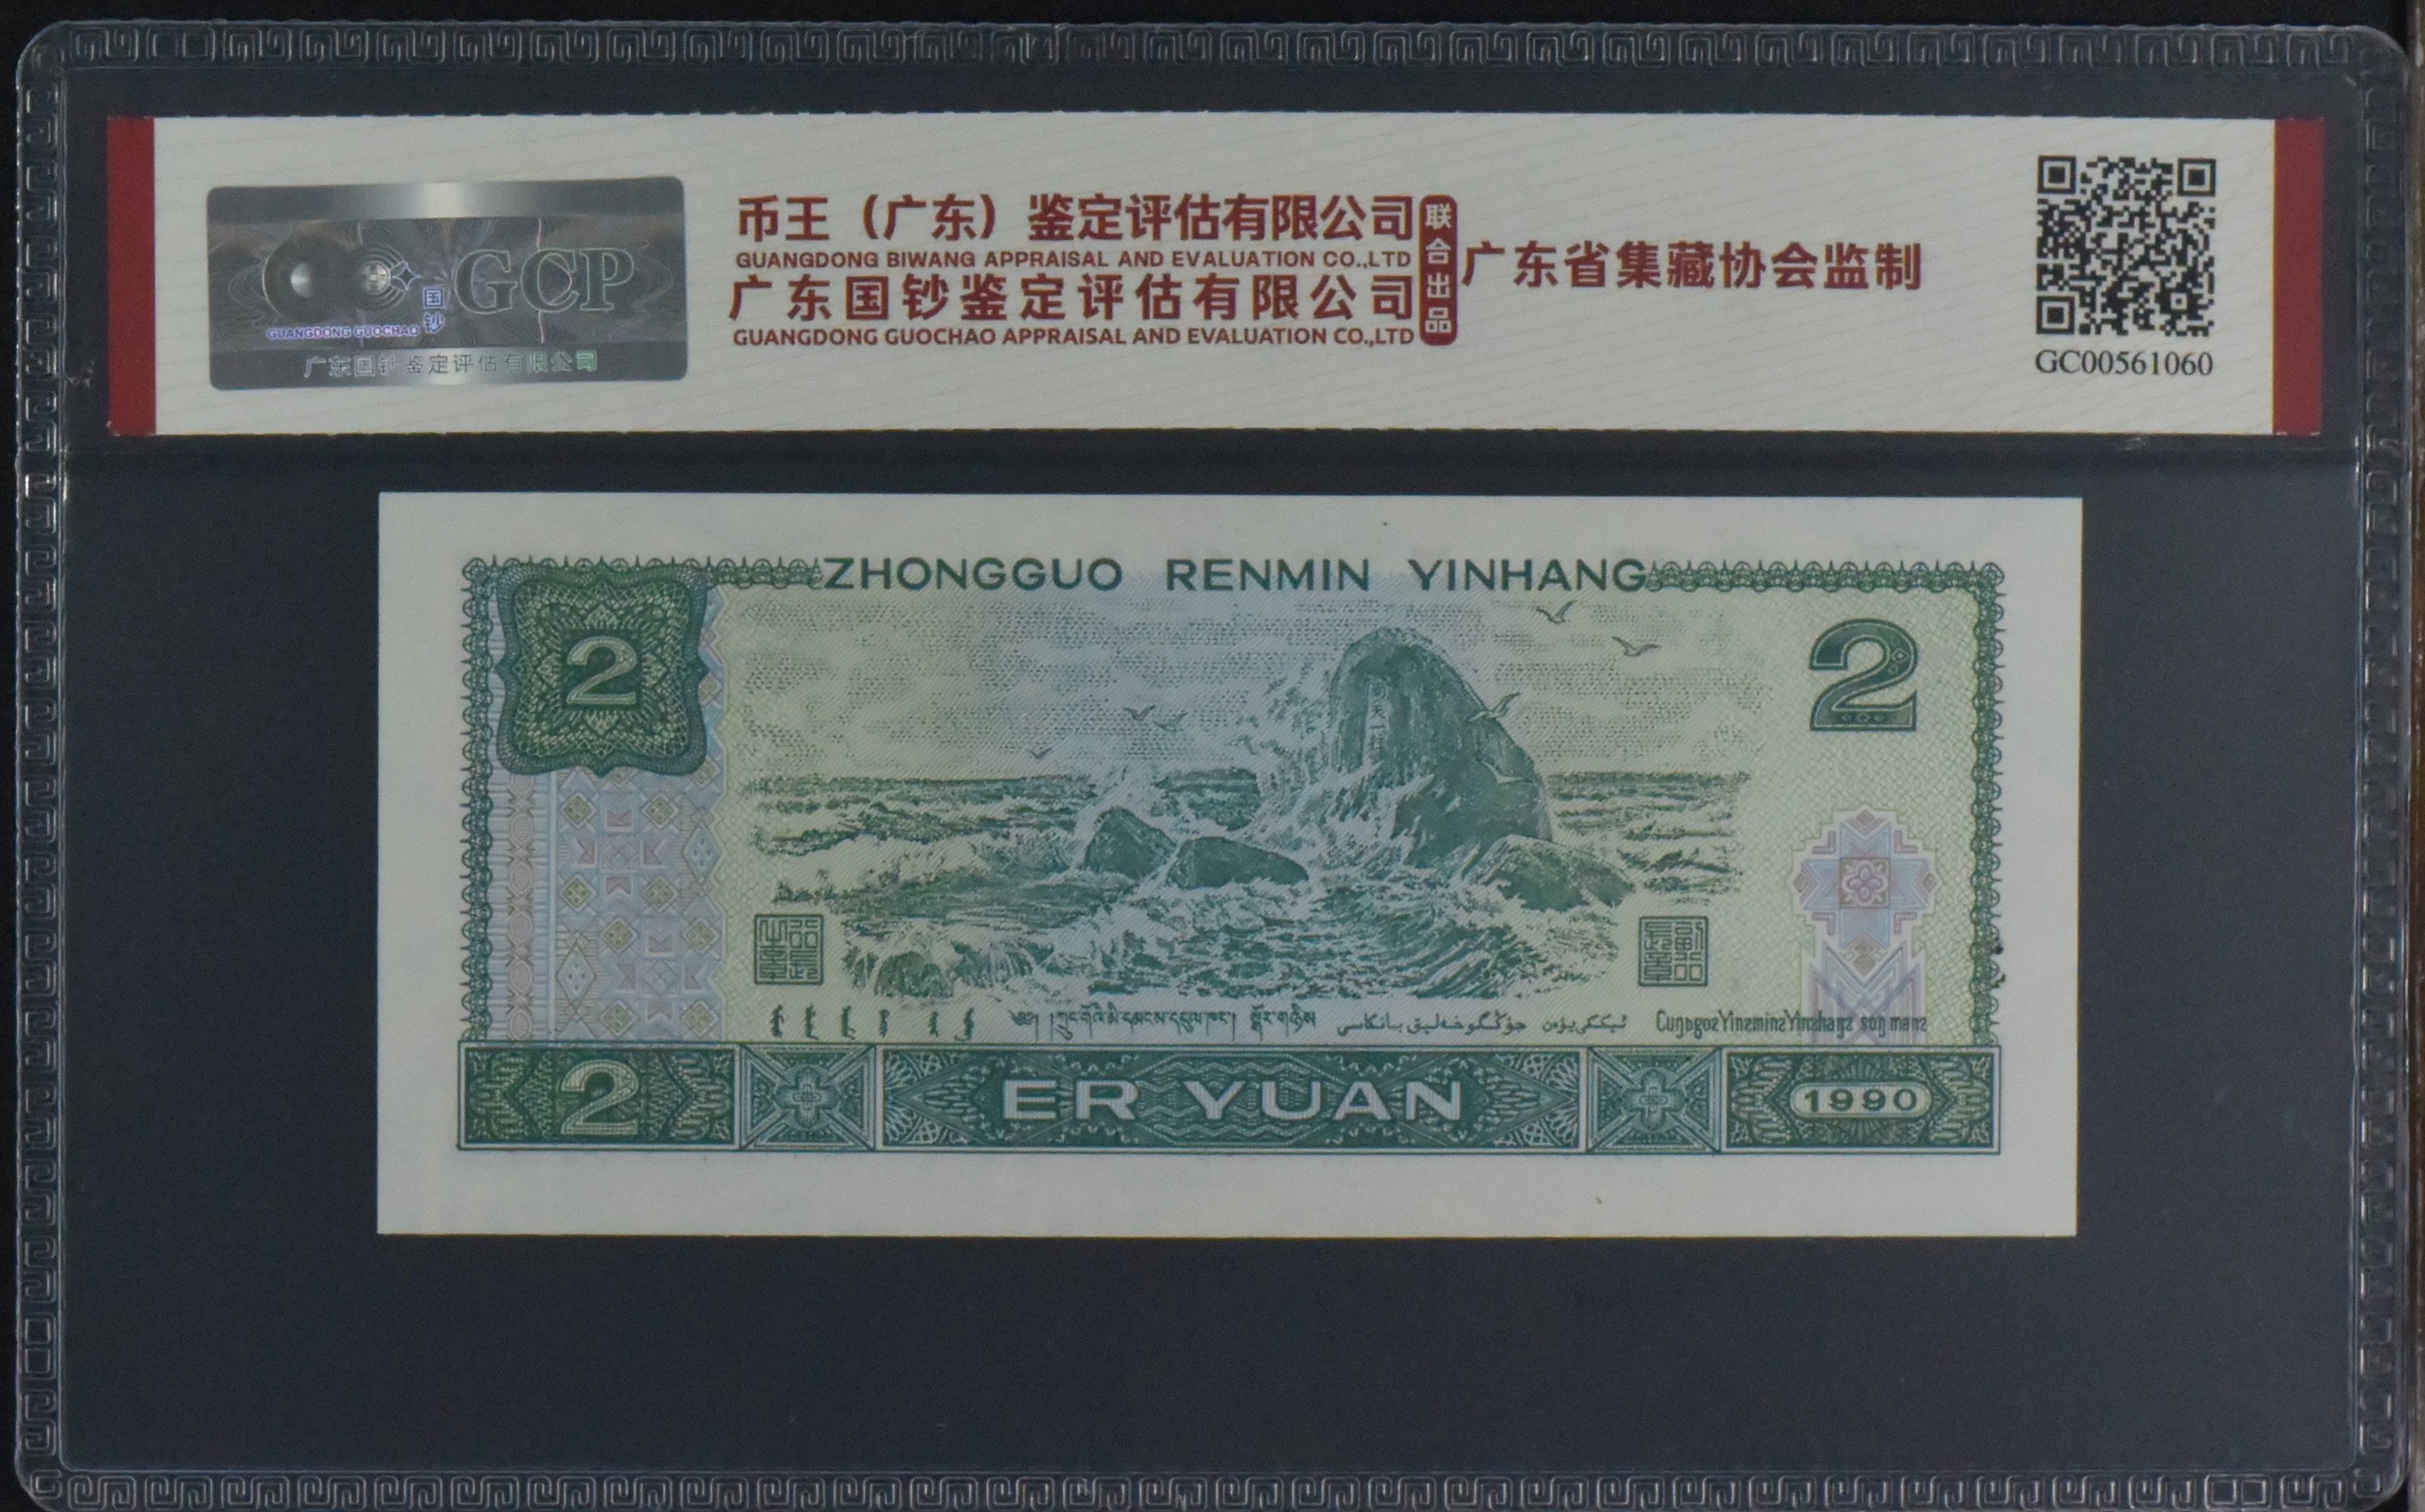 GCP
国钞
GUANGDONG GUOCHAO
广东国钞鉴定评估有限公司
币王（广东）鉴定评估有限公司
GUANGDONG BIWANG APPRAISAL AND EVALUATION CO.,LTD
广东国钞鉴定评估有限公司
GUANGDONG GUOCHAO APPRAISAL AND EVALUATION CO.,LTD
联合出品
广东省集藏协会监制
GC00561060
ZHONGGUO RENMIN YINHANG
2
2
天一
2
ER YUAN
1990